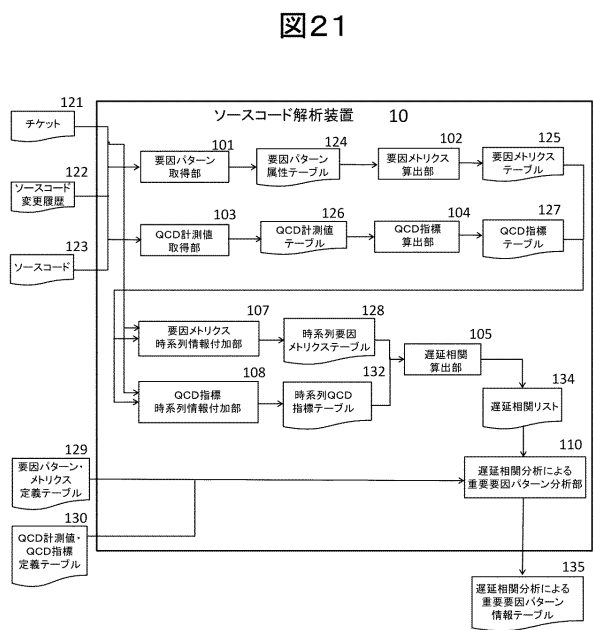 図21
ソースコード解析装置 10
121
チケット
122
ソースコード
変更履歴
123
ソースコード
101
要因パターン
取得部
124
要因パターン
属性テーブル
102
要因メトリクス
算出部
125
要因メトリクス
テーブル
103
QCD計測値
取得部
126
QCD計測値
テーブル
104
QCD指標
算出部
127
QCD指標
テーブル
107
要因メトリクス
時系列情報付加部
128
時系列要因
メトリクステーブル
105
遅延相関
算出部
108
QCD指標
時系列情報付加部
132
時系列QCD
指標テーブル
134
遅延相関リスト
129
要因パターン・
メトリクス
定義テーブル
110
遅延相関分析による
重要要因パターン分析部
130
QCD計測値・
QCD指標
定義テーブル
135
遅延相関分析による
重要要因パターン
情報テーブル